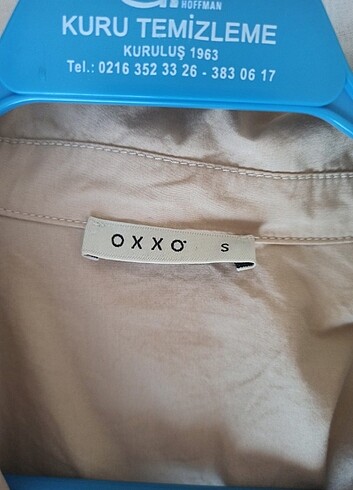 HOFFMAN
KURU TEMİZLEME
KURULUŞ 1963
Tel.: 0216 352 33 26 - 383 06 17
OXXO S